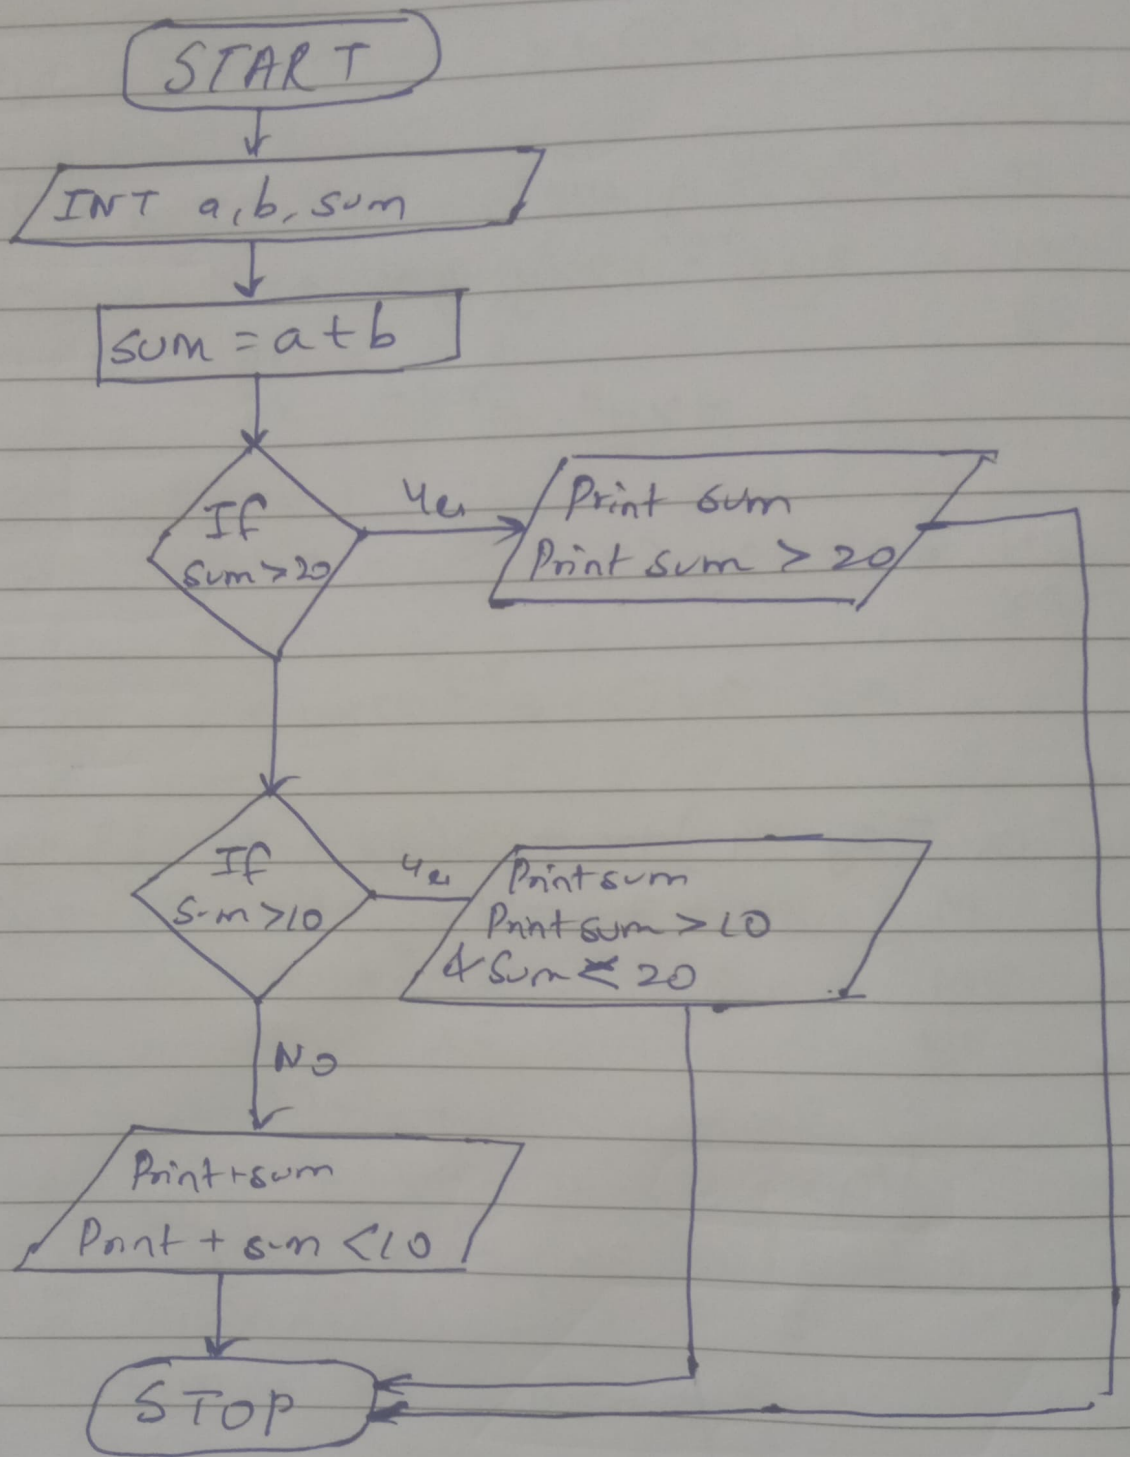 START
INT a, b, sum
sum = a + b
If
sum > 20
Yes
Print sum
Print sum > 20
If
sum > 10
Yes
Print sum
Print sum > 10
& Sum < 20
NO
Print + sum
Print + sum < 10
STOP